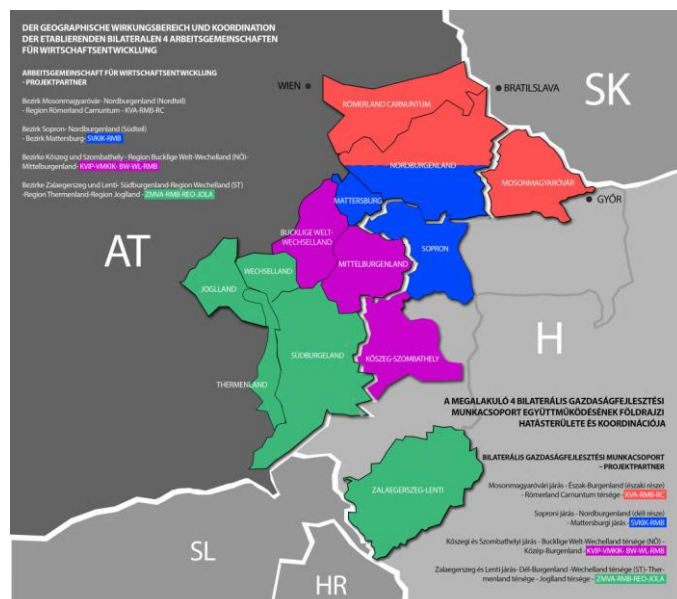 DER GEOGRAPHISCHE WIRKUNGSBEREICH UND KOORDINATION
DER ETABLIERENDEN BILATERALEN 4 ARBEITSGEMEINSCHAFTEN
FÜR WIRTSCHAFTSENTWICKLUNG
ARBEITSGEMEINSCHAFT FÜR WIRTSCHAFTSENTWICKLUNG
- PROJEKTPARTNER
Bezirk Mosonmagyaróvár- Nordburgenland (Nordteil)
- Region Römerland Carnuntum - KVA-RMB-RC
Bezirk Sopron- Nordburgenland (Südteil)
- Bezirk Mattersburg- SVKIK-RMB
Bezirke Kőszeg und Szombathely - Region Bucklige Welt-Wechelland (NÖ)-
Mittelburgenland- KVIP-VMKIK- BW-WL-RMB
Bezirke Zalaegerszeg und Lenti- Südburgenland-Region Wechelland (ST)
-Region Thermenland-Region Joglland - ZMVA-RMB-REO-JOLA
WIEN
BRATISLAVA
SK
RÖMERLAND CARNUNTUM
NORDBURGENLAND
MOSONMAGYARÓVÁR
GYŐR
MATTERSBURG
BUCKLIGE WELT-
WECHSELLAND
SOPRON
AT
MITTELBURGENLAND
WECHSELLAND
JOGLLAND
H
SÜDBURGELAND
KŐSZEG-SZOMBATHELY
THERMENLAND
A MEGALAKULÓ 4 BILATERÁLIS GAZDASÁGFEJLESZTÉSI
MUNKACSOPORT EGYÜTTMŰKÖDÉSÉNEK FÖLDRAJZI
HATÁSTERÜLETE ÉS KOORDINÁCIÓJA
BILATERÁLIS GAZDASÁGFEJLESZTÉSI MUNKACSOPORT
– PROJEKTPARTNER
ZALAEGERSZEG-LENTI
Mosonmagyaróvári járás - Észak-Burgenland (északi része)
- Römerland Carnuntum térsége - KVA-RMB-RC
Soproni járás - Nordburgenland (déli része)
- Mattersburgi járás - SVKIK-RMB
Kőszegi és Szombathelyi járás - Bucklige Welt-Wechelland térsége (NÖ) -
Közép-Burgenland - KVIP-VMKIK- BW-WL-RMB
Zalaegerszeg és Lenti járás- Dél-Burgenland -Wechelland térsége (ST)-Ther-
menland térsége - Joglland térsége - ZMVA-RMB-REO-JOLA
SL
HR